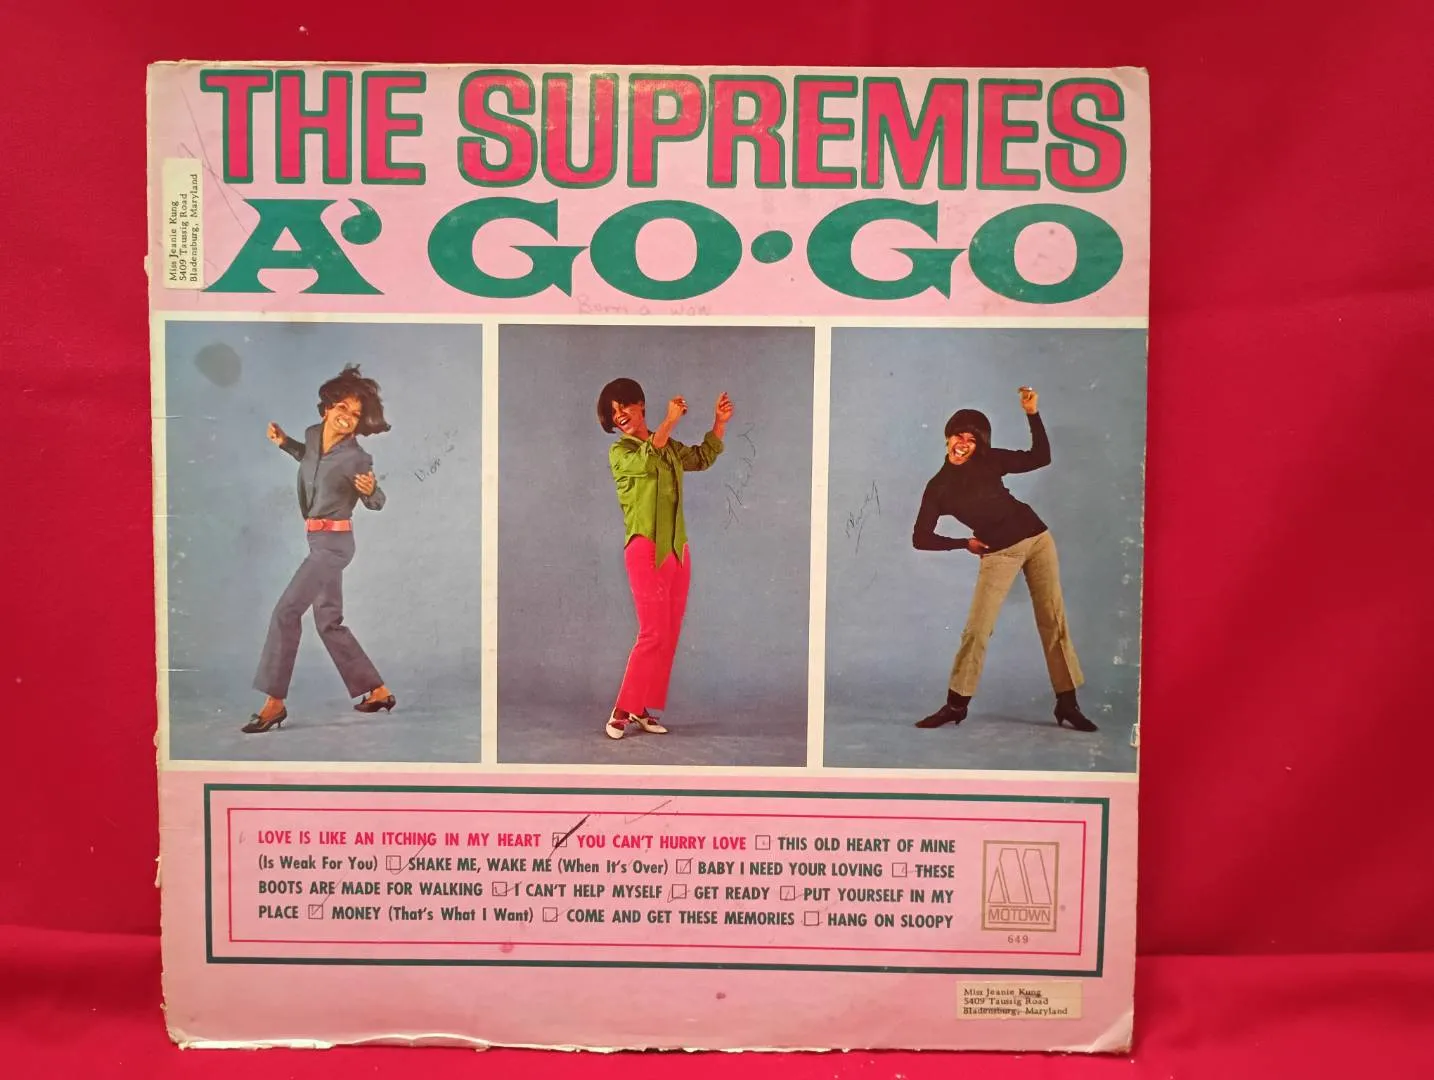 THE SUPREMES
A' GO·GO
Miss Jeanie Kung
5409 Taussig Road
Bladensburg, Maryland
Born a won
LOVE IS LIKE AN ITCHING IN MY HEART YOU CAN'T HURRY LOVE THIS OLD HEART OF MINE
(Is Weak For You) SHAKE ME, WAKE ME (When It's Over) BABY I NEED YOUR LOVING THESE
BOOTS ARE MADE FOR WALKING I CAN'T HELP MYSELF GET READY PUT YOURSELF IN MY
PLACE MONEY (That's What I Want) COME AND GET THESE MEMORIES HANG ON SLOOPY
MOTOWN
649
Miss Jeanie Kung
5409 Taussig Road
Bladensburg, Maryland